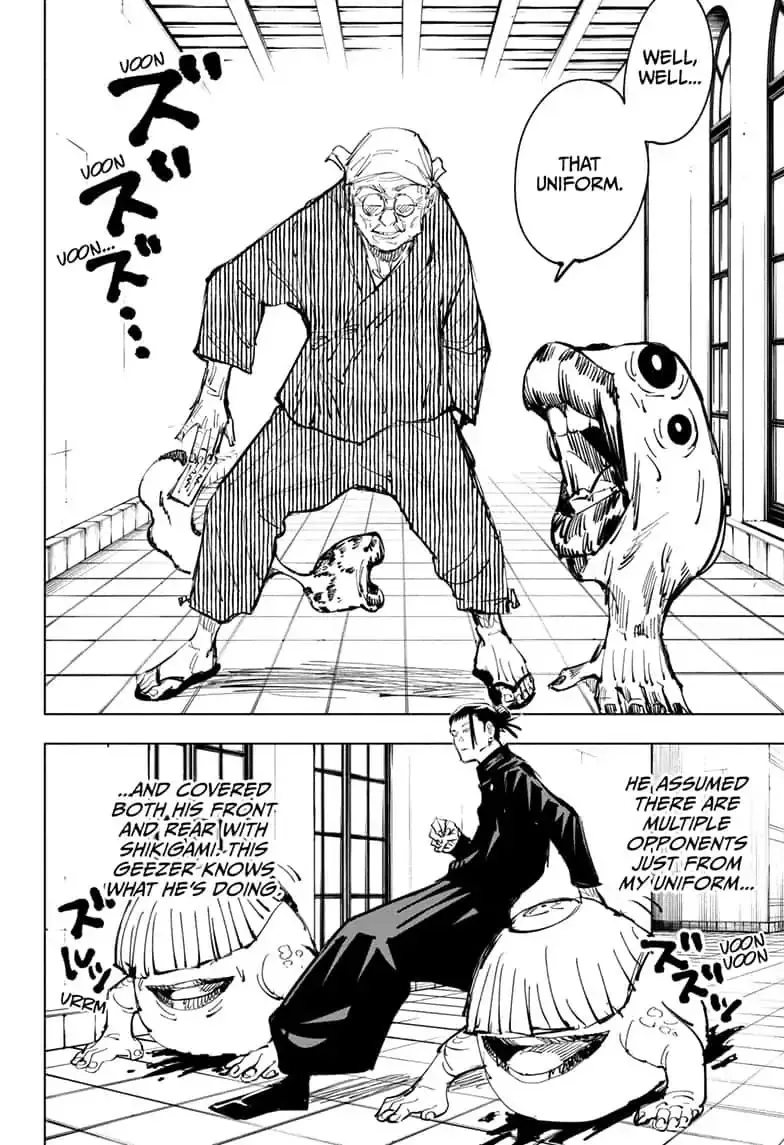 WELL,
WELL...
THAT
UNIFORM.
VOON
ズ
VOON
ズ
VOON...
ズ...
HE ASSUMED
THERE ARE
MULTIPLE
OPPONENTS
JUST FROM
MY UNIFORM...
...AND COVERED
BOTH HIS FRONT
AND REAR WITH
SHIKIGAMI. THIS
GEEZER KNOWS
WHAT HE'S DOING.
ズズズッ
VOON
VOON
ズルッ
VRRM